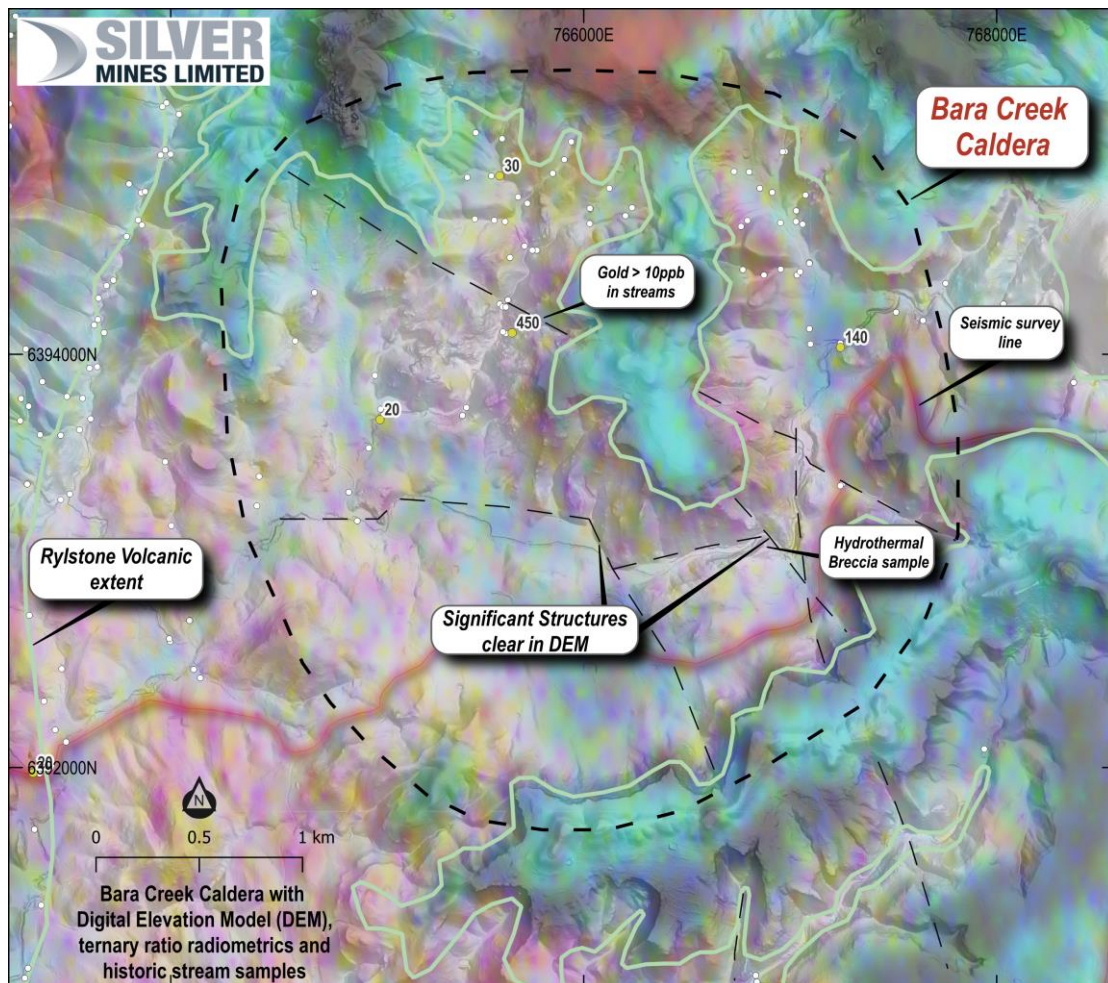 SILVER
MINES LIMITED
766000E
768000E
Bara Creek
Caldera
30
Gold > 10ppb
in streams
450
Seismic survey
line
140
6394000N
20
Rylstone Volcanic
extent
Hydrothermal
Breccia sample
Significant Structures
clear in DEM
20
6392000N
N
0
0.5
1 km
Bara Creek Caldera with
Digital Elevation Model (DEM),
ternary ratio radiometrics and
historic stream samples